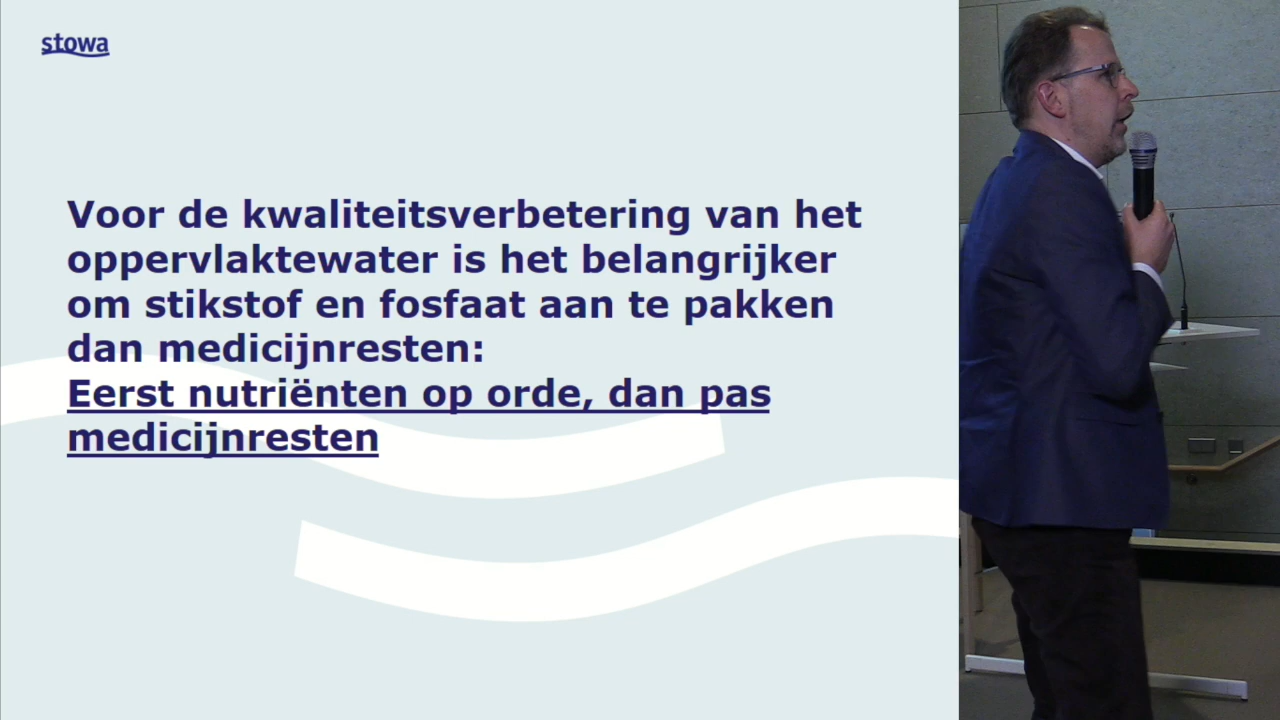 stowa
Voor de kwaliteitsverbetering van het
oppervlaktewater is het belangrijker
om stikstof en fosfaat aan te pakken
dan medicijnresten:
Eerst nutriënten op orde, dan pas
medicijnresten